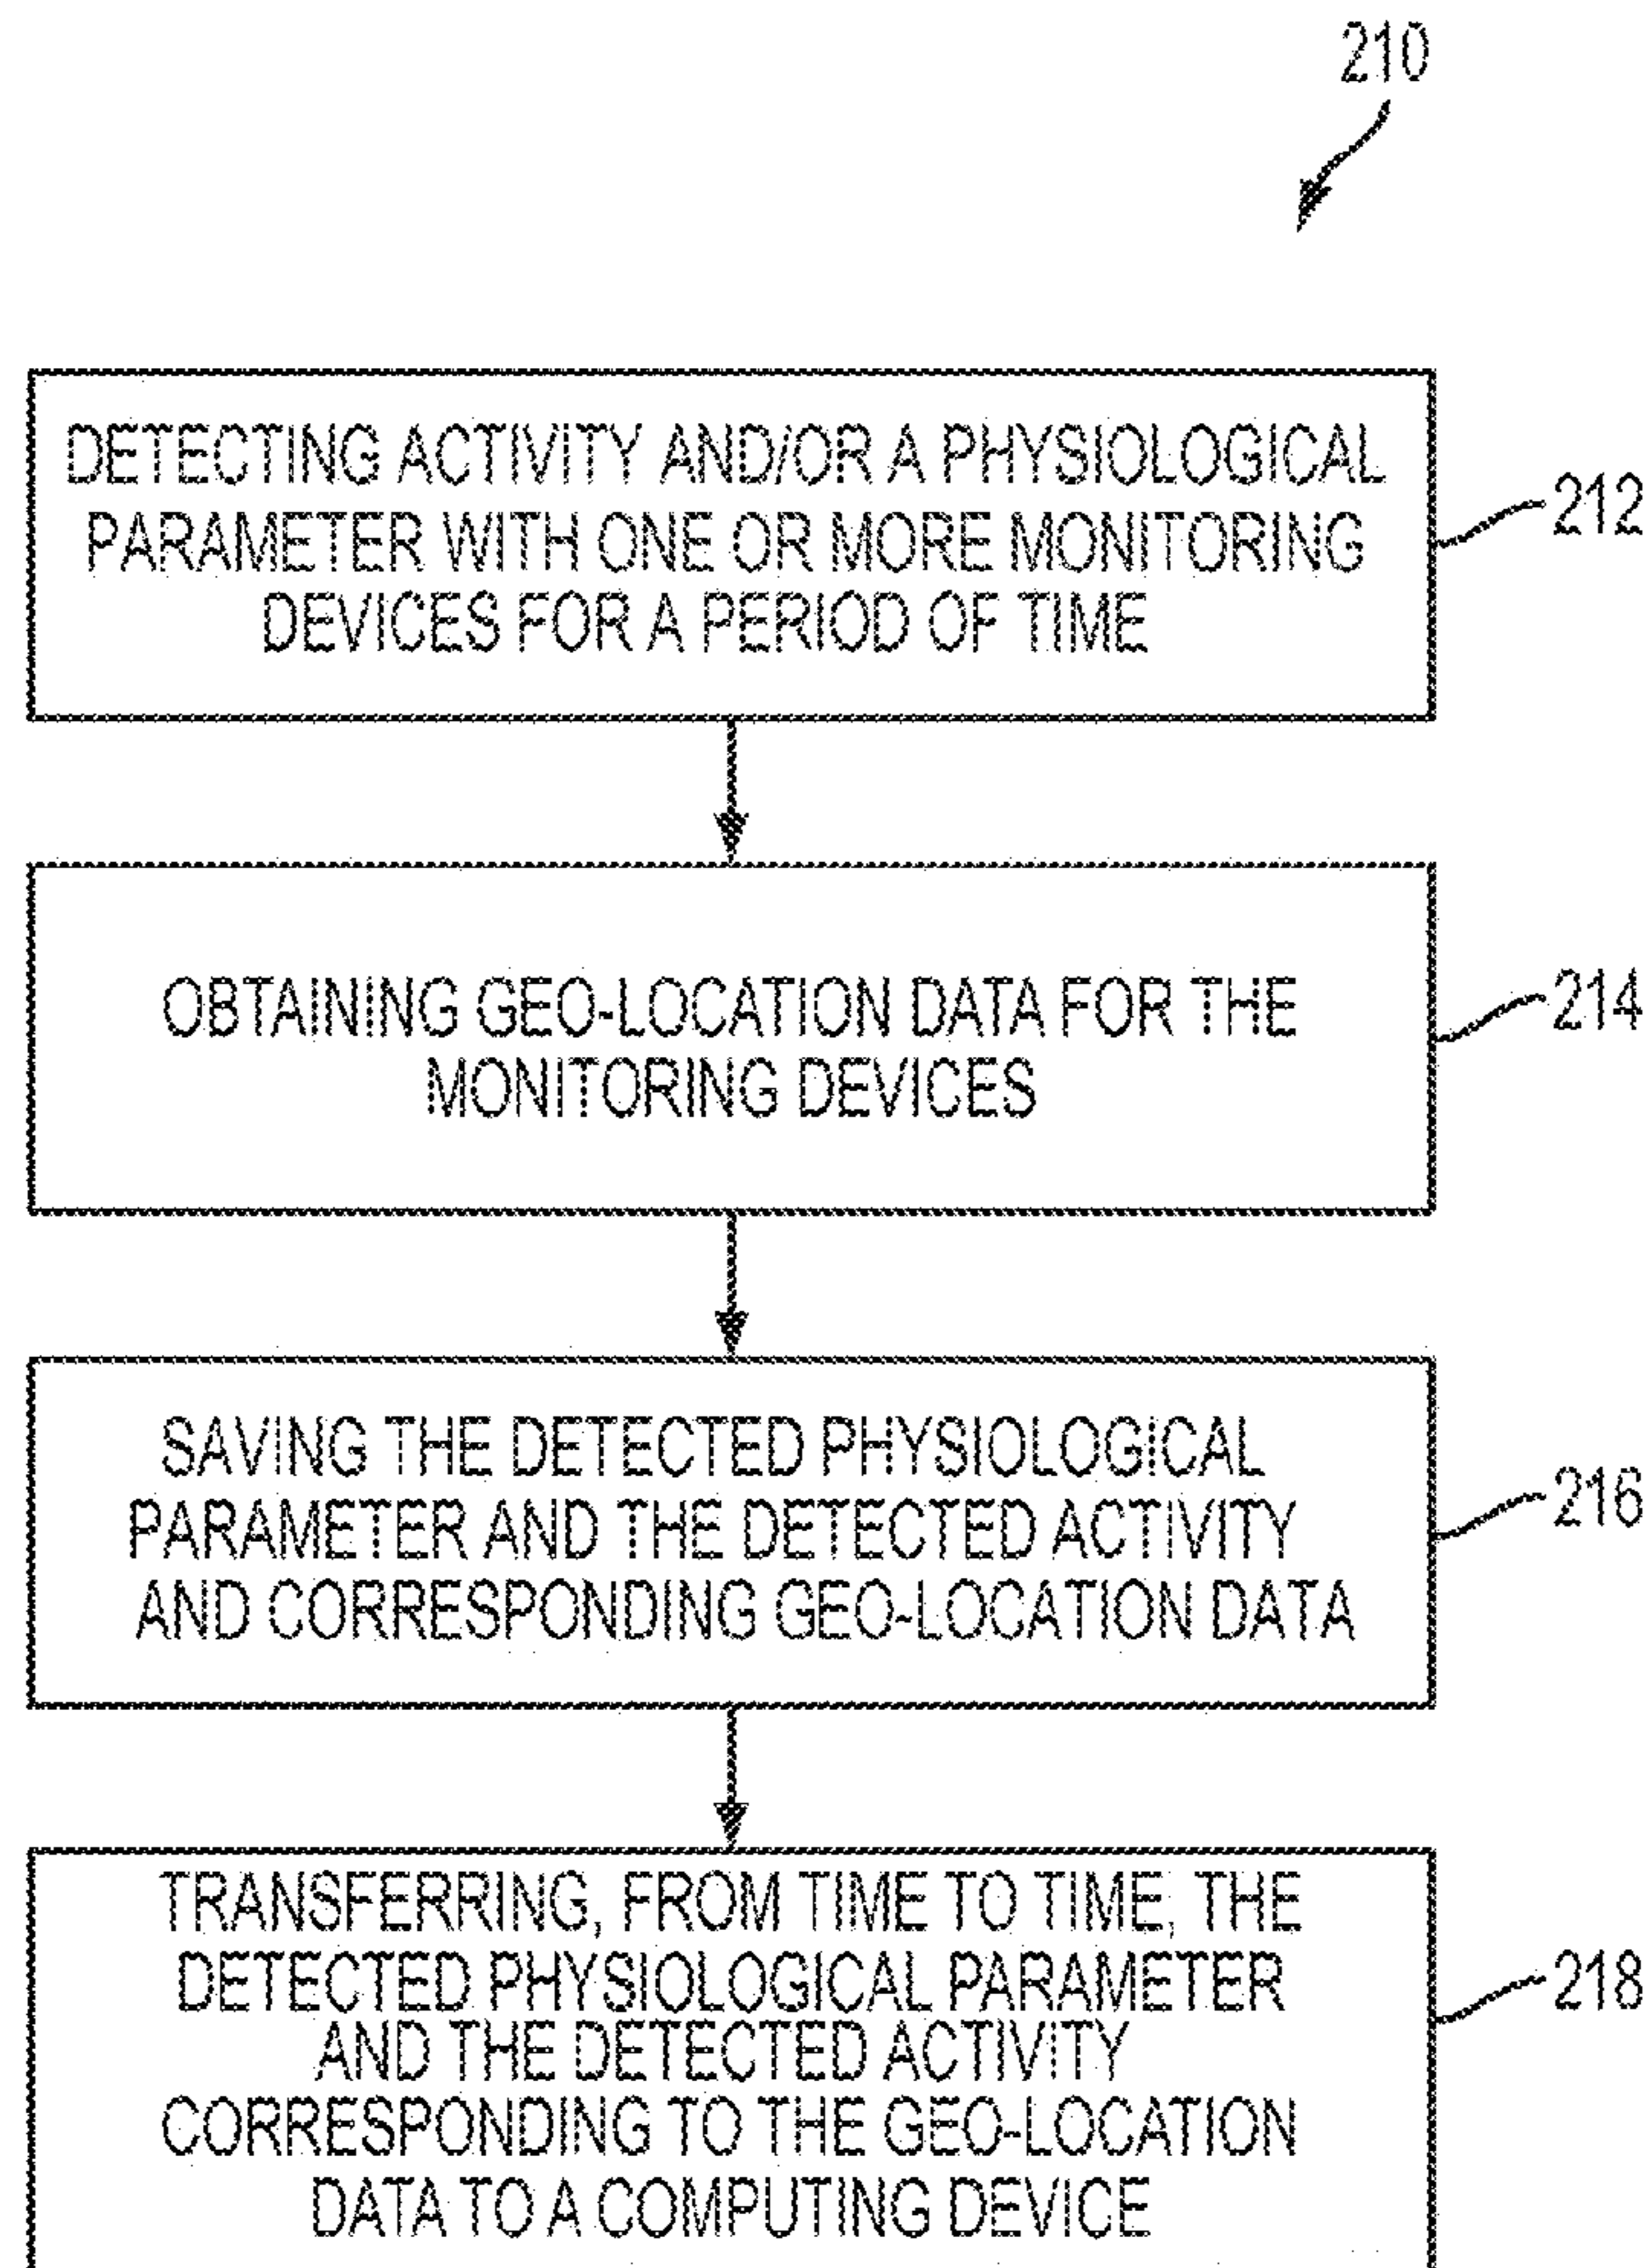 210
DETECTING ACTIVITY AND/OR A PHYSIOLOGICAL
PARAMETER WITH ONE OR MORE MONITORING
DEVICES FOR A PERIOD OF TIME
212
OBTAINING GEO-LOCATION DATA FOR THE
MONITORING DEVICES
214
SAVING THE DETECTED PHYSIOLOGICAL
PARAMETER AND THE DETECTED ACTIVITY
AND CORRESPONDING GEO-LOCATION DATA
216
TRANSFERRING, FROM TIME TO TIME, THE
DETECTED PHYSIOLOGICAL PARAMETER
AND THE DETECTED ACTIVITY
CORRESPONDING TO THE GEO-LOCATION
DATA TO A COMPUTING DEVICE
218